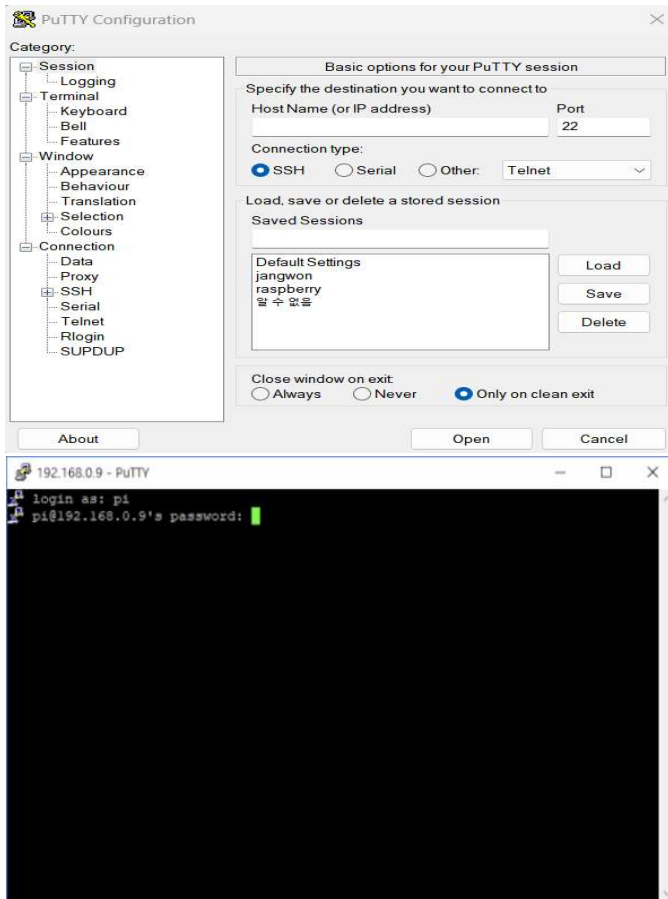 PuTTY Configuration
Category:
Session
Logging
Terminal
Keyboard
Bell
Features
Window
Appearance
Behaviour
Translation
Selection
Colours
Connection
Data
Proxy
SSH
Serial
Telnet
Rlogin
SUPDUP
Basic options for your PuTTY session
Specify the destination you want to connect to
Host Name (or IP address) Port
22
Connection type:
SSH Serial Other: Telnet
Load, save or delete a stored session
Saved Sessions
Default Settings
jangwon
raspberry
알 수 없음
Load
Save
Delete
Close window on exit:
Always Never Only on clean exit
About Open Cancel
192.168.0.9 - PuTTY
login as: pi
pi@192.168.0.9's password: